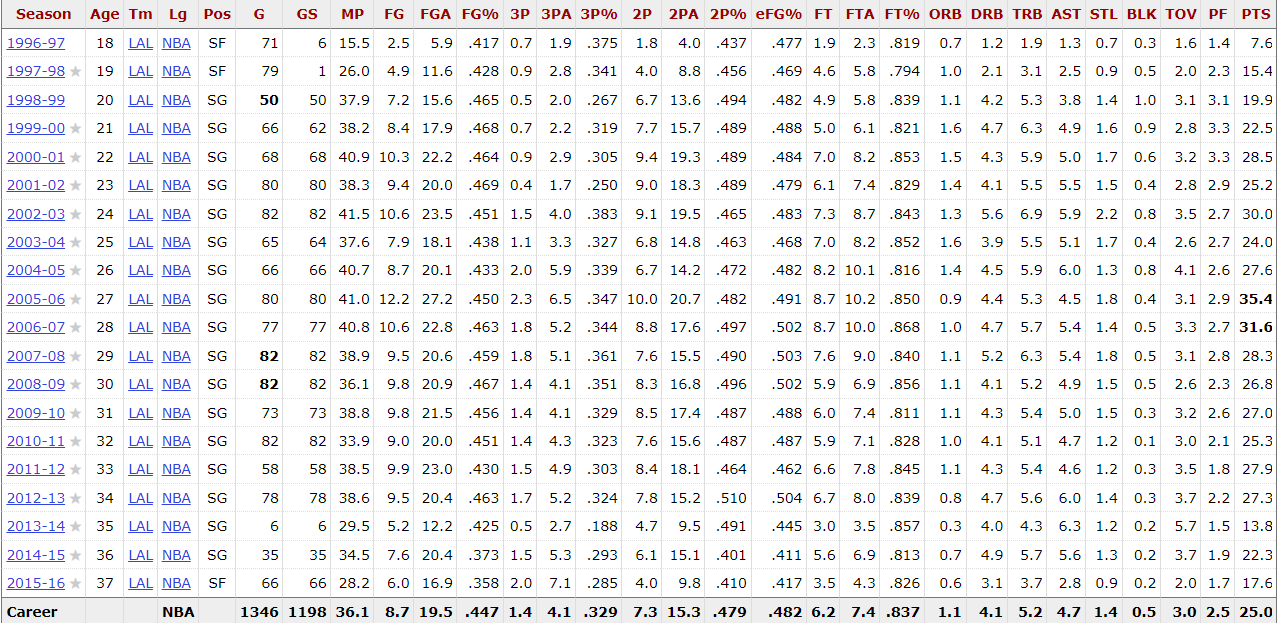 Season Age Tm Lg Pos G GS MP FG FGA FG% 3P 3PA 3P% 2P 2PA 2P% eFG% FT FTA FT% ORB DRB TRB AST STL BLK TOV PF PTS
1996-97 18 LAL NBA SF 71 6 15.5 2.5 5.9 .417 0.7 1.9 .375 1.8 4.0 .437 .477 1.9 2.3 .819 0.7 1.2 1.9 1.3 0.7 0.3 1.6 1.4 7.6
1997-98 ★ 19 LAL NBA SF 79 1 26.0 4.9 11.6 .428 0.9 2.8 .341 4.0 8.8 .456 .469 4.6 5.8 .794 1.0 2.1 3.1 2.5 0.9 0.5 2.0 2.3 15.4
1998-99 20 LAL NBA SG 50 50 37.9 7.2 15.6 .465 0.5 2.0 .267 6.7 13.6 .494 .482 4.9 5.8 .839 1.1 4.2 5.3 3.8 1.4 1.0 3.1 3.1 19.9
1999-00 ★ 21 LAL NBA SG 66 62 38.2 8.4 17.9 .468 0.7 2.2 .319 7.7 15.7 .489 .488 5.0 6.1 .821 1.6 4.7 6.3 4.9 1.6 0.9 2.8 3.3 22.5
2000-01 ★ 22 LAL NBA SG 68 68 40.9 10.3 22.2 .464 0.9 2.9 .305 9.4 19.3 .489 .484 7.0 8.2 .853 1.5 4.3 5.9 5.0 1.7 0.6 3.2 3.3 28.5
2001-02 ★ 23 LAL NBA SG 80 80 38.3 9.4 20.0 .469 0.4 1.7 .250 9.0 18.3 .489 .479 6.1 7.4 .829 1.4 4.1 5.5 5.5 1.5 0.4 2.8 2.9 25.2
2002-03 ★ 24 LAL NBA SG 82 82 41.5 10.6 23.5 .451 1.5 4.0 .383 9.1 19.5 .465 .483 7.3 8.7 .843 1.3 5.6 6.9 5.9 2.2 0.8 3.5 2.7 30.0
2003-04 ★ 25 LAL NBA SG 65 64 37.6 7.9 18.1 .438 1.1 3.3 .327 6.8 14.8 .463 .468 7.0 8.2 .852 1.6 3.9 5.5 5.1 1.7 0.4 2.6 2.7 24.0
2004-05 ★ 26 LAL NBA SG 66 66 40.7 8.7 20.1 .433 2.0 5.9 .339 6.7 14.2 .472 .482 8.2 10.1 .816 1.4 4.5 5.9 6.0 1.3 0.8 4.1 2.6 27.6
2005-06 ★ 27 LAL NBA SG 80 80 41.0 12.2 27.2 .450 2.3 6.5 .347 10.0 20.7 .482 .491 8.7 10.2 .850 0.9 4.4 5.3 4.5 1.8 0.4 3.1 2.9 35.4
2006-07 ★ 28 LAL NBA SG 77 77 40.8 10.6 22.8 .463 1.8 5.2 .344 8.8 17.6 .497 .502 8.7 10.0 .868 1.0 4.7 5.7 5.4 1.4 0.5 3.3 2.7 31.6
2007-08 ★ 29 LAL NBA SG 82 82 38.9 9.5 20.6 .459 1.8 5.1 .361 7.6 15.5 .490 .503 7.6 9.0 .840 1.1 5.2 6.3 5.4 1.8 0.5 3.1 2.8 28.3
2008-09 ★ 30 LAL NBA SG 82 82 36.1 9.8 20.9 .467 1.4 4.1 .351 8.3 16.8 .496 .502 5.9 6.9 .856 1.1 4.1 5.2 4.9 1.5 0.5 2.6 2.3 26.8
2009-10 ★ 31 LAL NBA SG 73 73 38.8 9.8 21.5 .456 1.4 4.1 .329 8.5 17.4 .487 .488 6.0 7.4 .811 1.1 4.3 5.4 5.0 1.5 0.3 3.2 2.6 27.0
2010-11 ★ 32 LAL NBA SG 82 82 33.9 9.0 20.0 .451 1.4 4.3 .323 7.6 15.6 .487 .487 5.9 7.1 .828 1.0 4.1 5.1 4.7 1.2 0.1 3.0 2.1 25.3
2011-12 ★ 33 LAL NBA SG 58 58 38.5 9.9 23.0 .430 1.5 4.9 .303 8.4 18.1 .464 .462 6.6 7.8 .845 1.1 4.3 5.4 4.6 1.2 0.3 3.5 1.8 27.9
2012-13 ★ 34 LAL NBA SG 78 78 38.6 9.5 20.4 .463 1.7 5.2 .324 7.8 15.2 .510 .504 6.7 8.0 .839 0.8 4.7 5.6 6.0 1.4 0.3 3.7 2.2 27.3
2013-14 ★ 35 LAL NBA SG 6 6 29.5 5.2 12.2 .425 0.5 2.7 .188 4.7 9.5 .491 .445 3.0 3.5 .857 0.3 4.0 4.3 6.3 1.2 0.2 5.7 1.5 13.8
2014-15 ★ 36 LAL NBA SG 35 35 34.5 7.6 20.4 .373 1.5 5.3 .293 6.1 15.1 .401 .411 5.6 6.9 .813 0.7 4.9 5.7 5.6 1.3 0.2 3.7 1.9 22.3
2015-16 ★ 37 LAL NBA SF 66 66 28.2 6.0 16.9 .358 2.0 7.1 .285 4.0 9.8 .410 .417 3.5 4.3 .826 0.6 3.1 3.7 2.8 0.9 0.2 2.0 1.7 17.6
Career NBA 1346 1198 36.1 8.7 19.5 .447 1.4 4.1 .329 7.3 15.3 .479 .482 6.2 7.4 .837 1.1 4.1 5.2 4.7 1.4 0.5 3.0 2.5 25.0